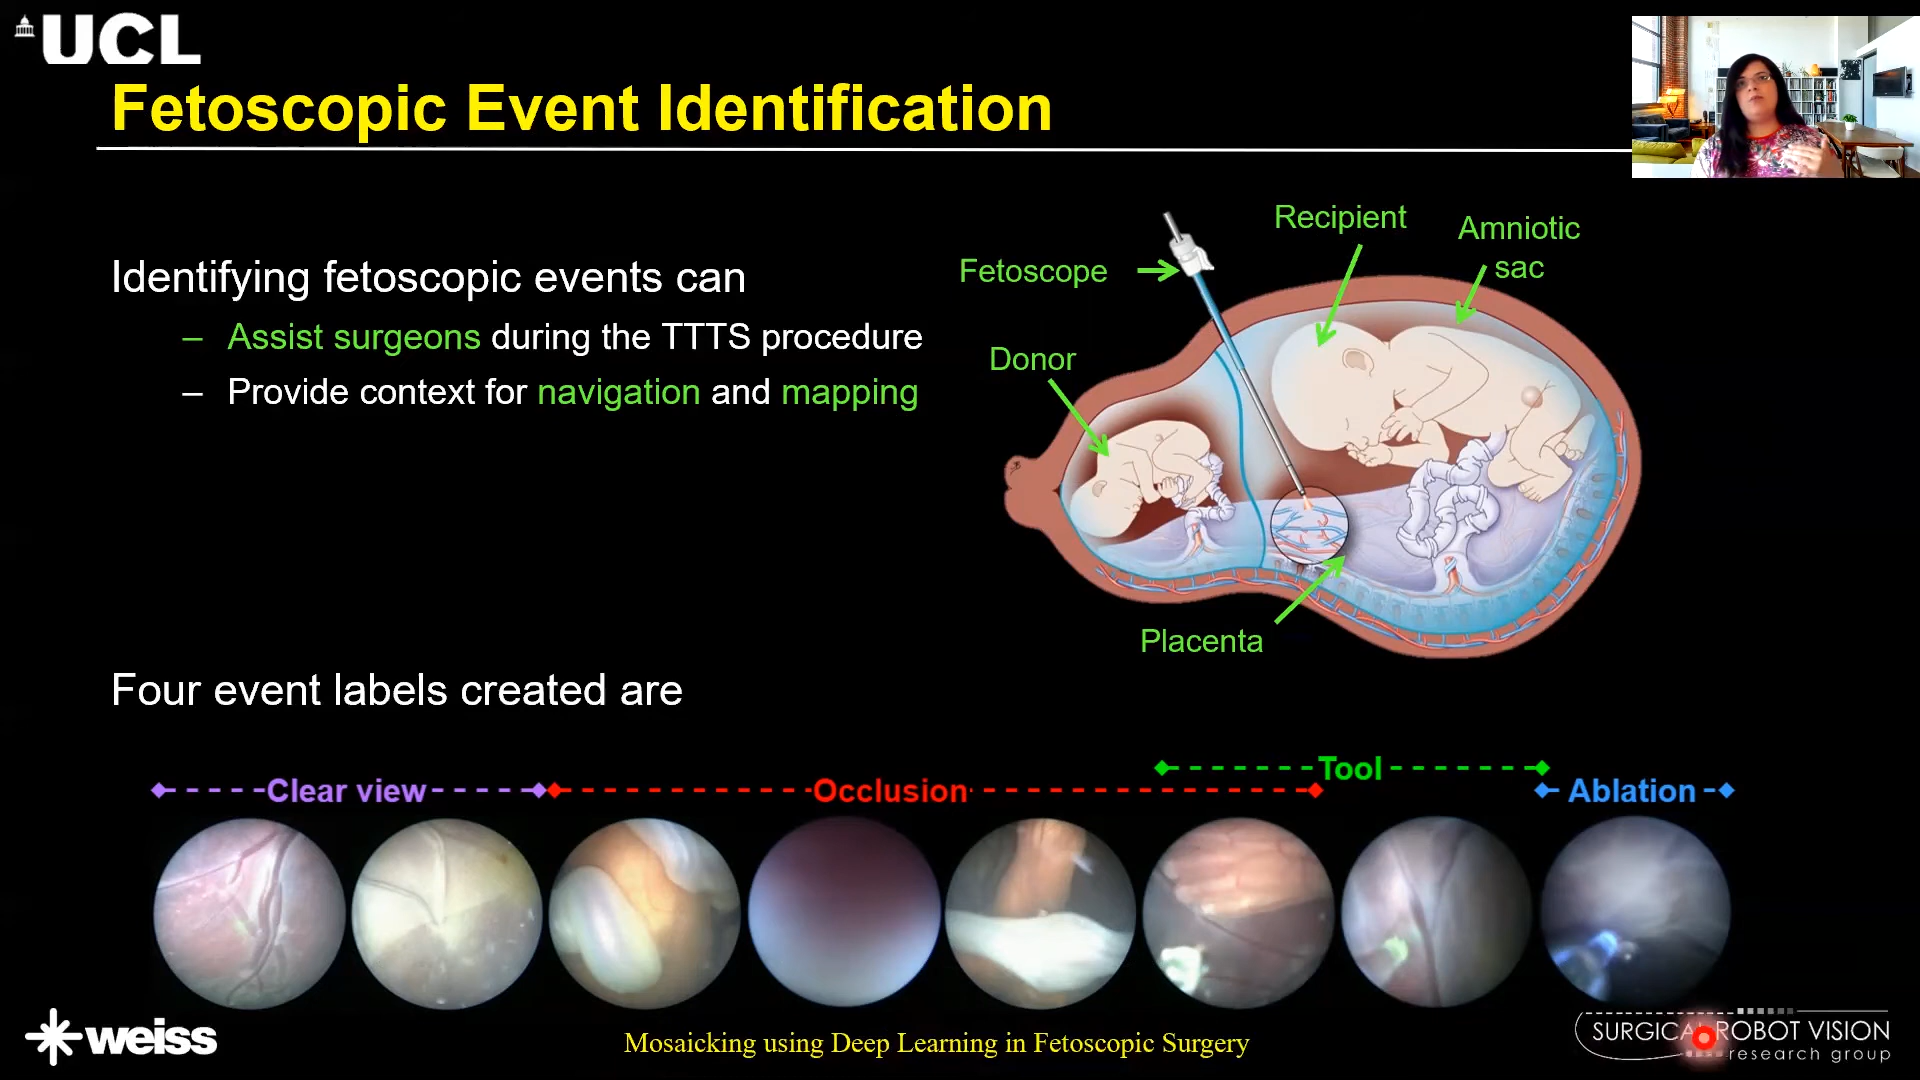 UCL
Fetoscopic Event Identification
Identifying fetoscopic events can
– Assist surgeons during the TTTS procedure
– Provide context for navigation and mapping
Recipient
Amniotic
sac
Fetoscope
Donor
Placenta
Four event labels created are
Clear view
Occlusion
Tool
Ablation
weiss
Mosaicking using Deep Learning in Fetoscopic Surgery
SURGICAL ROBOT VISION
research group